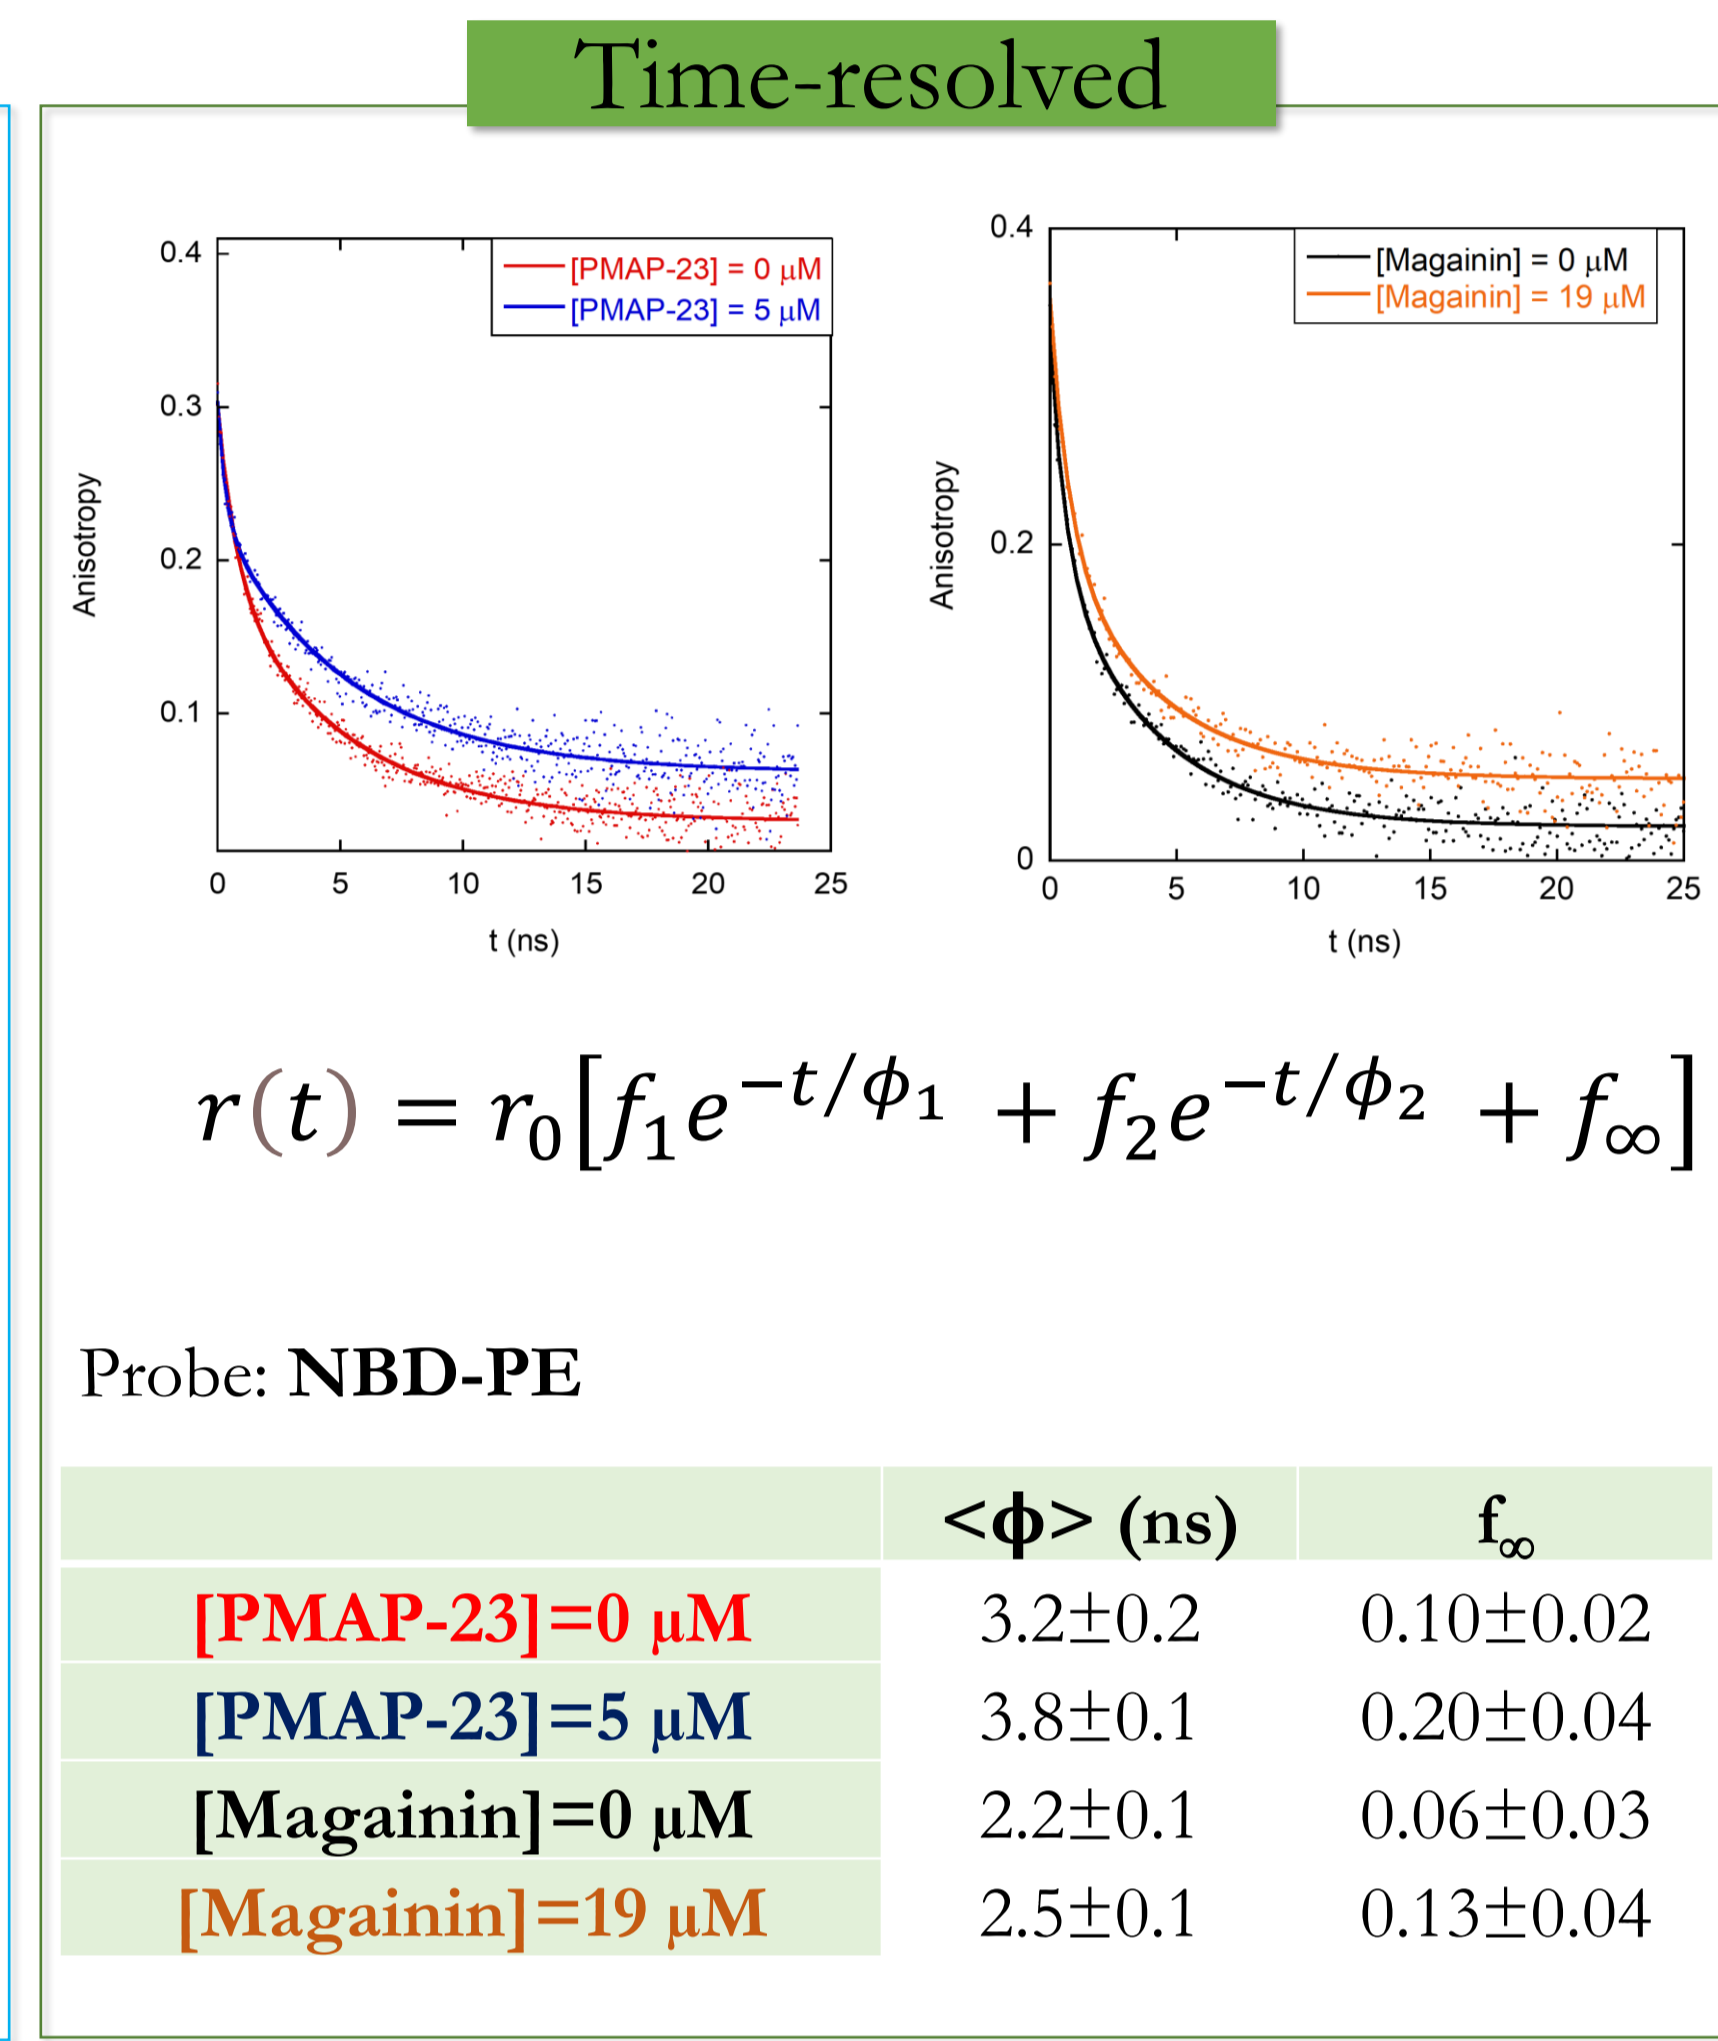 Time-resolved
0.4
0.3
0.2
0.1
Anisotropy
[PMAP-23] = 0 μM
[PMAP-23] = 5 μM
0 5 10 15 20 25
t (ns)
0.4
0.2
0
Anisotropy
[Magainin] = 0 μM
[Magainin] = 19 μM
0 5 10 15 20 25
t (ns)
r(t) = r₀[f₁e^{−t/ϕ₁} + f₂e^{−t/ϕ₂} + f∞]
Probe: NBD-PE
<ϕ> (ns) f∞
[PMAP-23]=0 μM 3.2±0.2 0.10±0.02
[PMAP-23]=5 μM 3.8±0.1 0.20±0.04
[Magainin]=0 μM 2.2±0.1 0.06±0.03
[Magainin]=19 μM 2.5±0.1 0.13±0.04